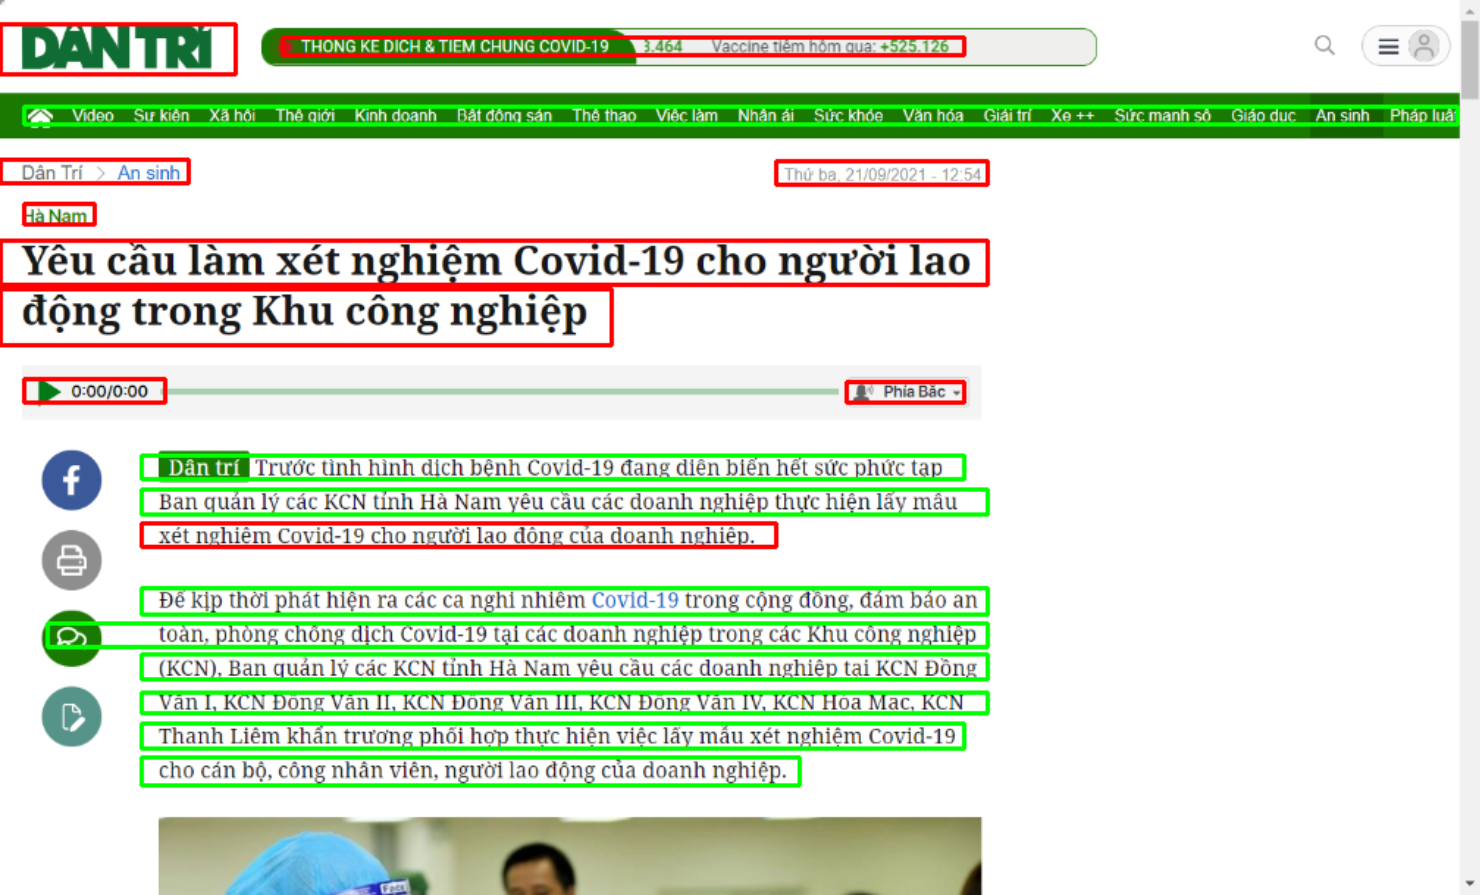 DÂN TRÍ
THỐNG KÊ DỊCH & TIÊM CHỦNG COVID-19 3.464 Vaccine tiêm hôm qua: +525.126
Video Sự kiện Xã hội Thế giới Kinh doanh Bất động sản Thể thao Việc làm Nhân ái Sức khỏe Văn hóa Giải trí Xe ++ Sức mạnh số Giáo dục An sinh Pháp luật
Dân Trí > An sinh
Thứ ba, 21/09/2021 - 12:54
Hà Nam
Yêu cầu làm xét nghiệm Covid-19 cho người lao
động trong Khu công nghiệp
0:00/0:00
Phía Bắc
Dân trí Trước tình hình dịch bệnh Covid-19 đang diễn biến hết sức phức tạp
Ban quản lý các KCN tỉnh Hà Nam yêu cầu các doanh nghiệp thực hiện lấy mẫu
xét nghiệm Covid-19 cho người lao động của doanh nghiệp.
Để kịp thời phát hiện ra các ca nghi nhiễm Covid-19 trong cộng đồng, đảm bảo an
toàn, phòng chống dịch Covid-19 tại các doanh nghiệp trong các Khu công nghiệp
(KCN), Ban quản lý các KCN tỉnh Hà Nam yêu cầu các doanh nghiệp tại KCN Đồng
Văn I, KCN Đồng Văn II, KCN Đồng Văn III, KCN Đồng Văn IV, KCN Hòa Mạc, KCN
Thanh Liêm khẩn trương phối hợp thực hiện việc lấy mẫu xét nghiệm Covid-19
cho cán bộ, công nhân viên, người lao động của doanh nghiệp.
Face